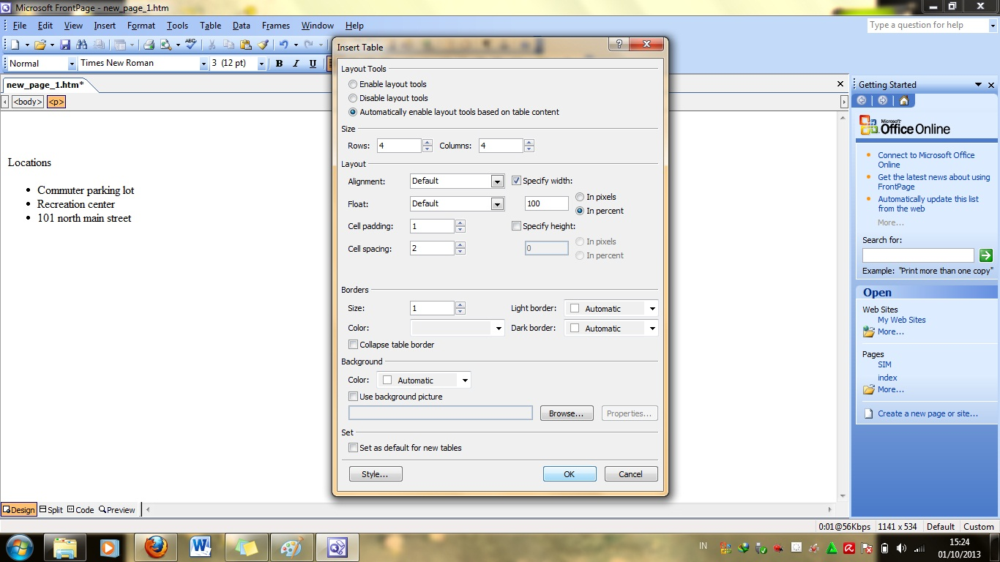 Microsoft FrontPage - new_page_1.htm
File Edit View Insert Format Tools Table Data Frames Window Help
Type a question for help
Normal Times New Roman 3 (12 pt) B I U
new_page_1.htm*
<body> <p>
Locations
Commuter parking lot
Recreation center
101 north main street
Insert Table
Layout Tools
Enable layout tools
Disable layout tools
Automatically enable layout tools based on table content
Size
Rows: 4 Columns: 4
Layout
Alignment: Default Specify width:
Float: Default 100 In pixels
In percent
Cell padding: 1 Specify height:
Cell spacing: 2 0 In pixels
In percent
Borders
Size: 1 Light border: Automatic
Color: Dark border: Automatic
Collapse table border
Background
Color: Automatic
Use background picture
Browse... Properties...
Set
Set as default for new tables
Style... OK Cancel
Getting Started
Microsoft
Office Online
Connect to Microsoft Office
Online
Get the latest news about using
FrontPage
Automatically update this list
from the web
More...
Search for:
Example: "Print more than one copy"
Open
Web Sites
My Web Sites
More...
Pages
SIM
index
More...
Create a new page or site...
Design Split Code Preview
0:01@56Kbps 1141 x 534 Default Custom
IN
15:24
01/10/2013